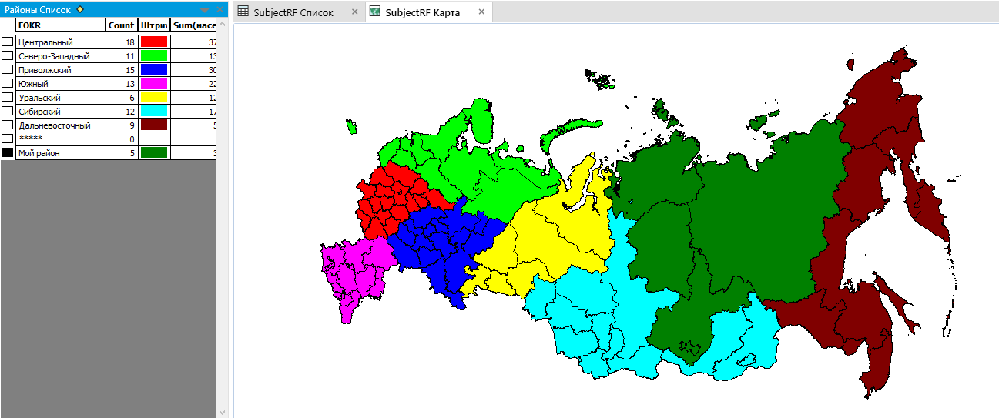 Районы Список
SubjectRF Список
SubjectRF Карта
FOKR Count Штри Sum(насе
Центральный 18 37
Северо-Западный 11 13
Приволжский 15 30
Южный 13 22
Уральский 6 12
Сибирский 12 17
Дальневосточный 9 5
***** 0
Мой район 5 3